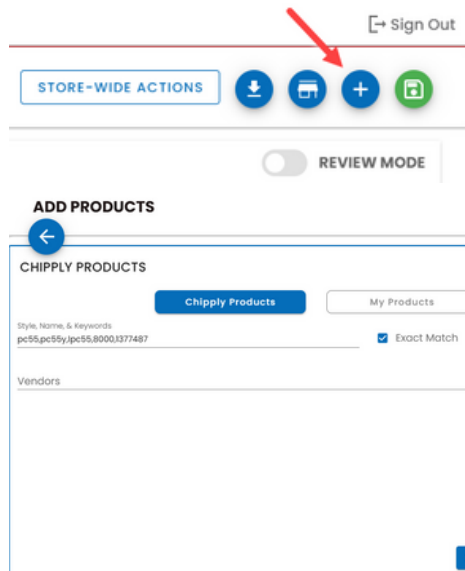 Sign Out
STORE-WIDE ACTIONS
REVIEW MODE
ADD PRODUCTS
CHIPPLY PRODUCTS
Chipply Products My Products
Style, Name, & Keywords
pc55,pc55y,lpc55,8000,1377487 Exact Match
Vendors